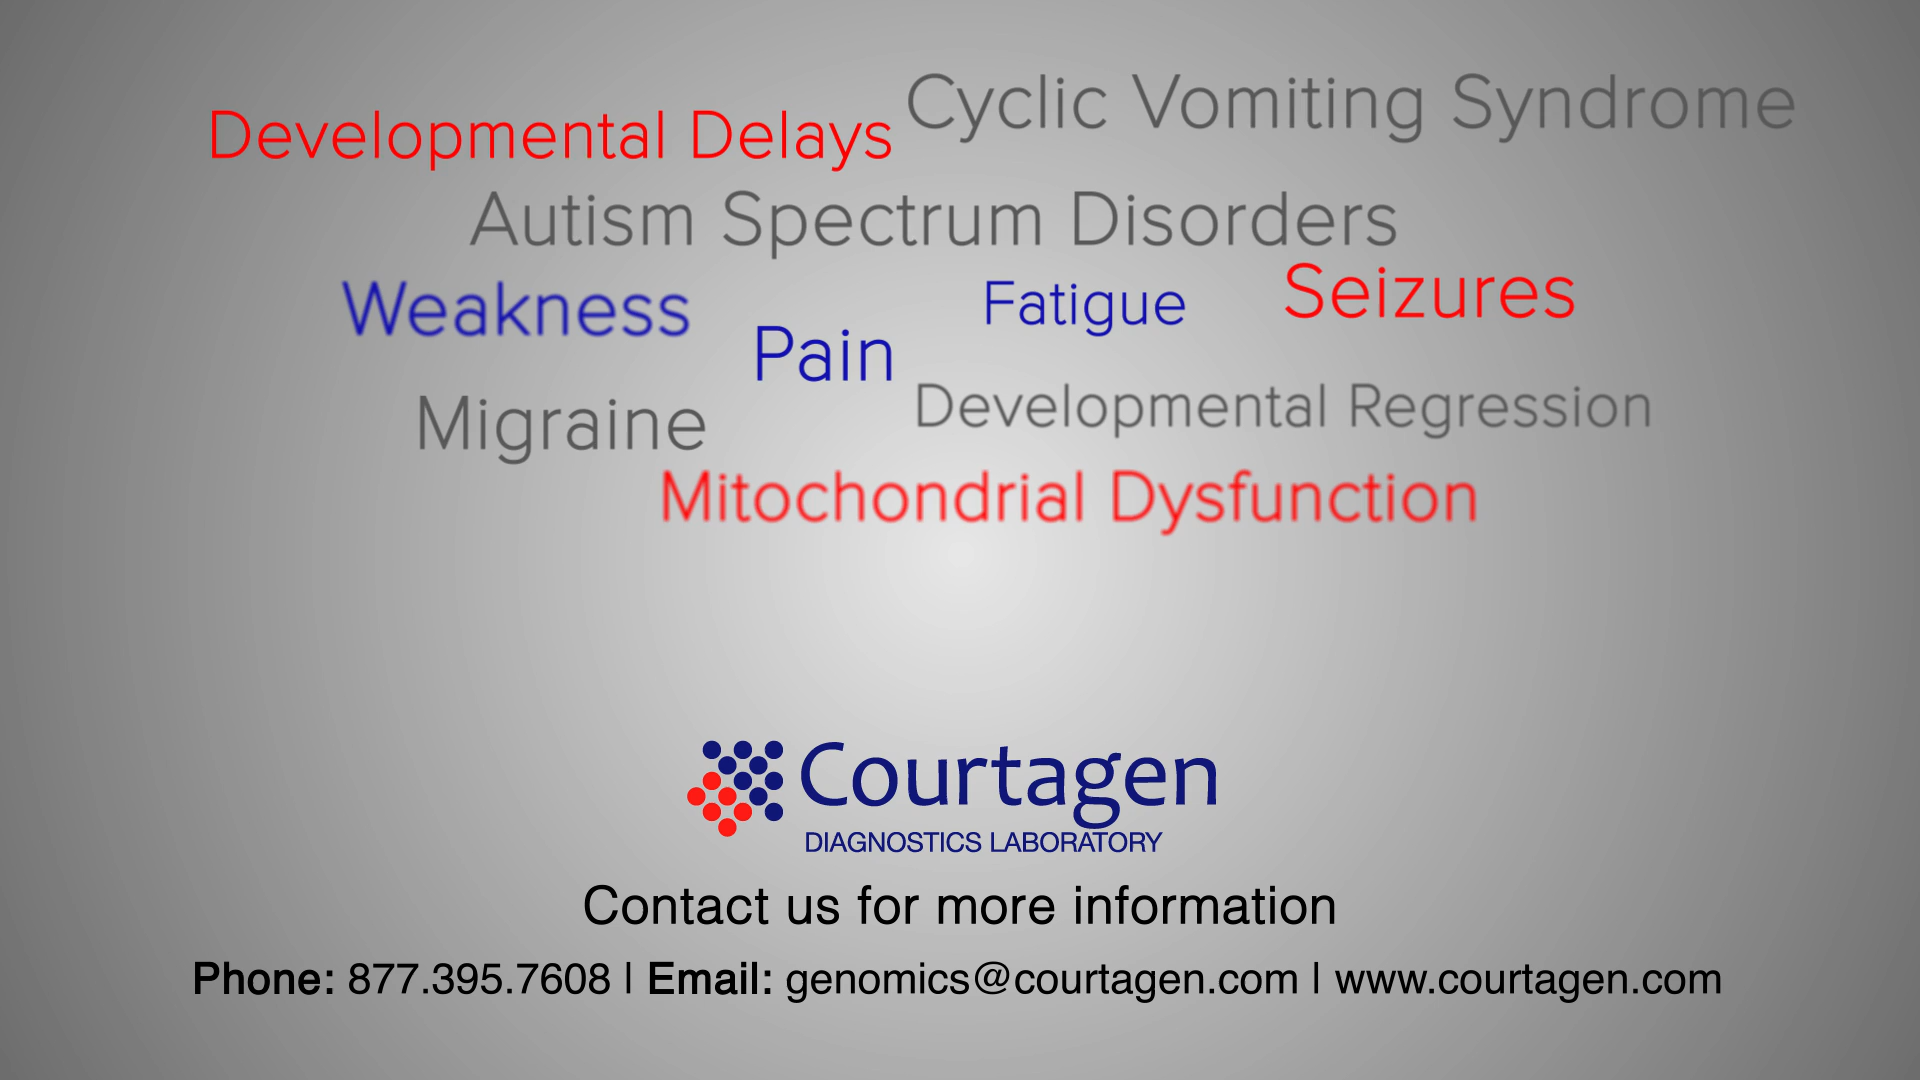 Cyclic Vomiting Syndrome
Developmental Delays
Autism Spectrum Disorders
Weakness
Fatigue
Seizures
Pain
Migraine
Developmental Regression
Mitochondrial Dysfunction
Courtagen
DIAGNOSTICS LABORATORY
Contact us for more information
Phone: 877.395.7608 | Email: genomics@courtagen.com | www.courtagen.com